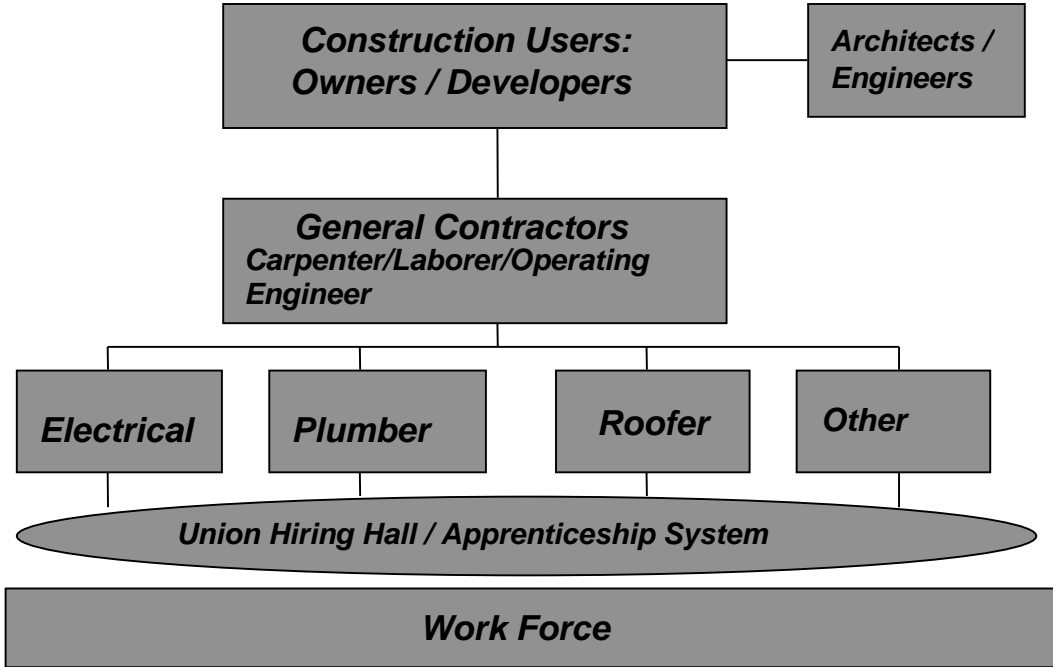 Construction Users:
Owners / Developers
Architects /
Engineers
General Contractors
Carpenter/Laborer/Operating
Engineer
Electrical
Plumber
Roofer
Other
Union Hiring Hall / Apprenticeship System
Work Force